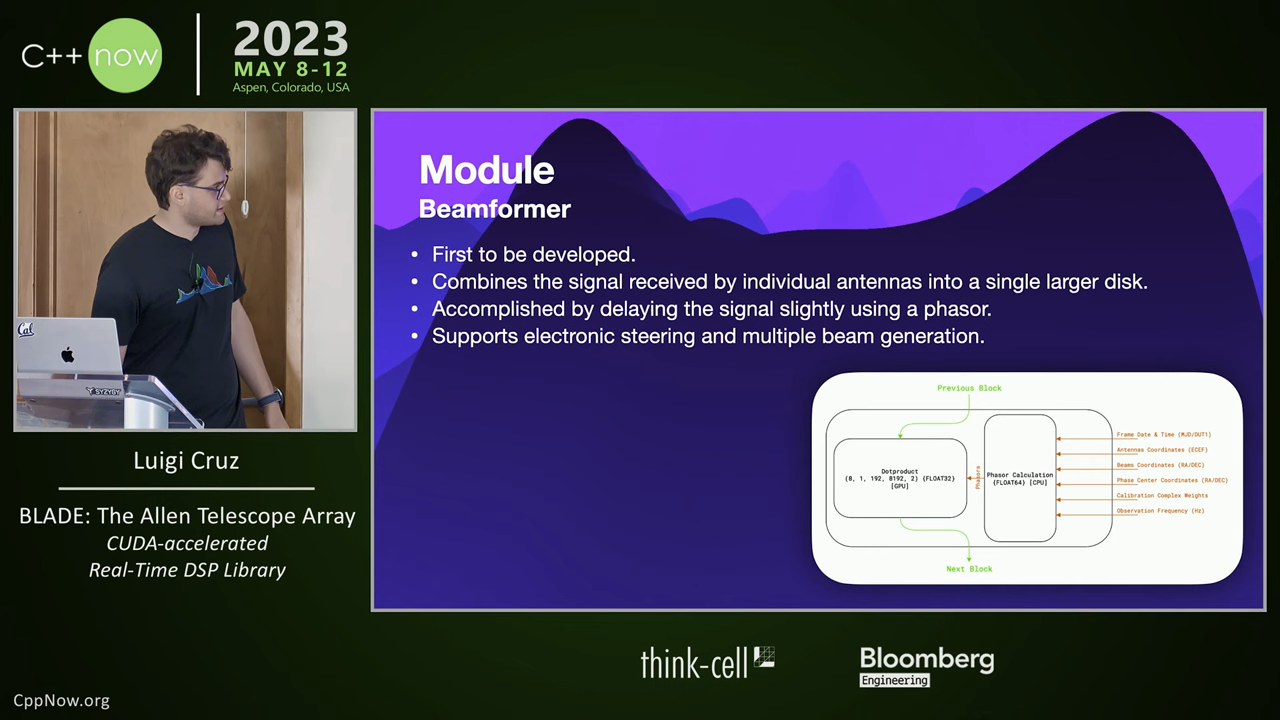 C++ now
2023
MAY 8-12
Aspen, Colorado, USA
Cal
SYZYGY
Luigi Cruz
BLADE: The Allen Telescope Array
CUDA-accelerated
Real-Time DSP Library
Module
Beamformer
• First to be developed.
• Combines the signal received by individual antennas into a single larger disk.
• Accomplished by delaying the signal slightly using a phasor.
• Supports electronic steering and multiple beam generation.
Previous Block
Dotproduct
(8, 1, 192, 8192, 2) {FLOAT32}
[GPU]
Phasors
Phasor Calculation
{FLOAT64} [CPU]
Frame Date & Time (MJD/DUT1)
Antennas Coordinates (ECEF)
Beams Coordinates (RA/DEC)
Phase Center Coordinates (RA/DEC)
Calibration Complex Weights
Observation Frequency (Hz)
Next Block
think-cell
Bloomberg
Engineering
CppNow.org